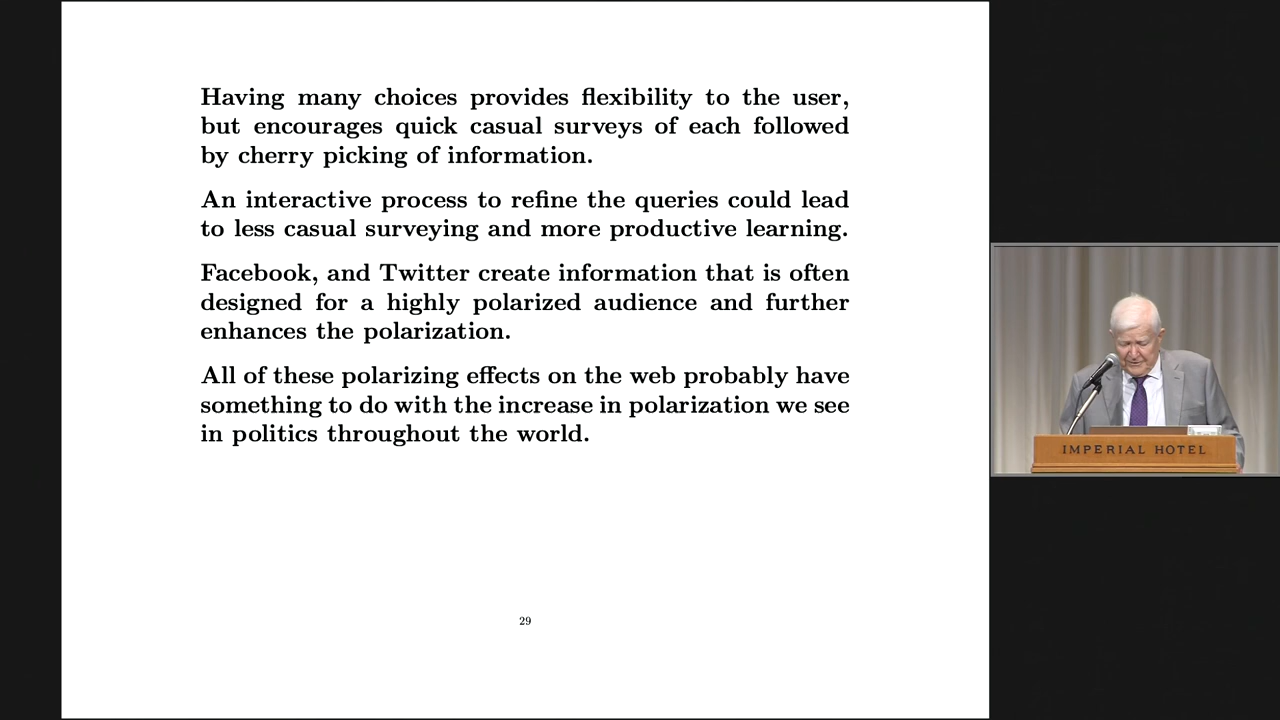 Having many choices provides flexibility to the user,
but encourages quick casual surveys of each followed
by cherry picking of information.
An interactive process to refine the queries could lead
to less casual surveying and more productive learning.
Facebook, and Twitter create information that is often
designed for a highly polarized audience and further
enhances the polarization.
All of these polarizing effects on the web probably have
something to do with the increase in polarization we see
in politics throughout the world.
29
IMPERIAL HOTEL